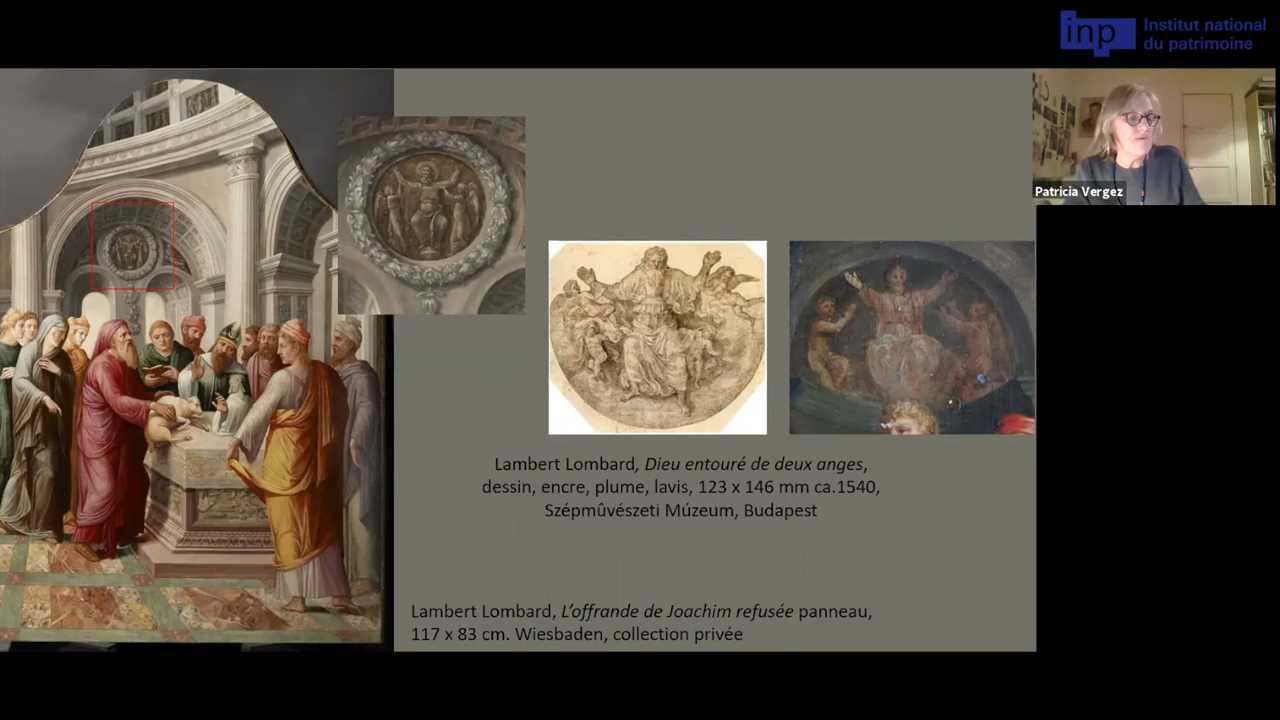 inp Institut national
du patrimoine
Patricia Vergez
Lambert Lombard, Dieu entouré de deux anges,
dessin, encre, plume, lavis, 123 x 146 mm ca.1540,
Szépmûvészeti Múzeum, Budapest
Lambert Lombard, L’offrande de Joachim refusée panneau,
117 x 83 cm. Wiesbaden, collection privée